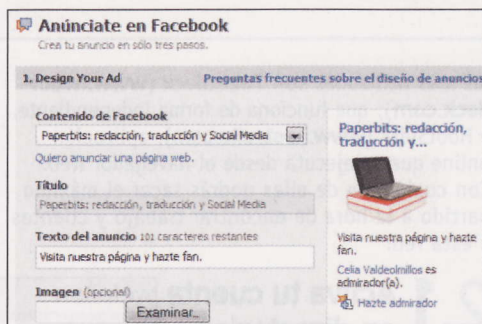 Anúnciate en Facebook
Crea tu anuncio en sólo tres pasos.
1. Design Your Ad
Preguntas frecuentes sobre el diseño de anuncios
Contenido de Facebook
Paperbits: redacción, traducción y Social Media
Quiero anunciar una página web.
Título
Paperbits: redacción, traducción y Social Media
Texto del anuncio 101 caracteres restantes
Visita nuestra página y hazte fan.
Imagen (opcional)
Examinar...
Paperbits: redacción,
traducción y...
Visita nuestra página y hazte
fan.
Celia Valdeolmillos es
admirador(a).
Hazte admirador